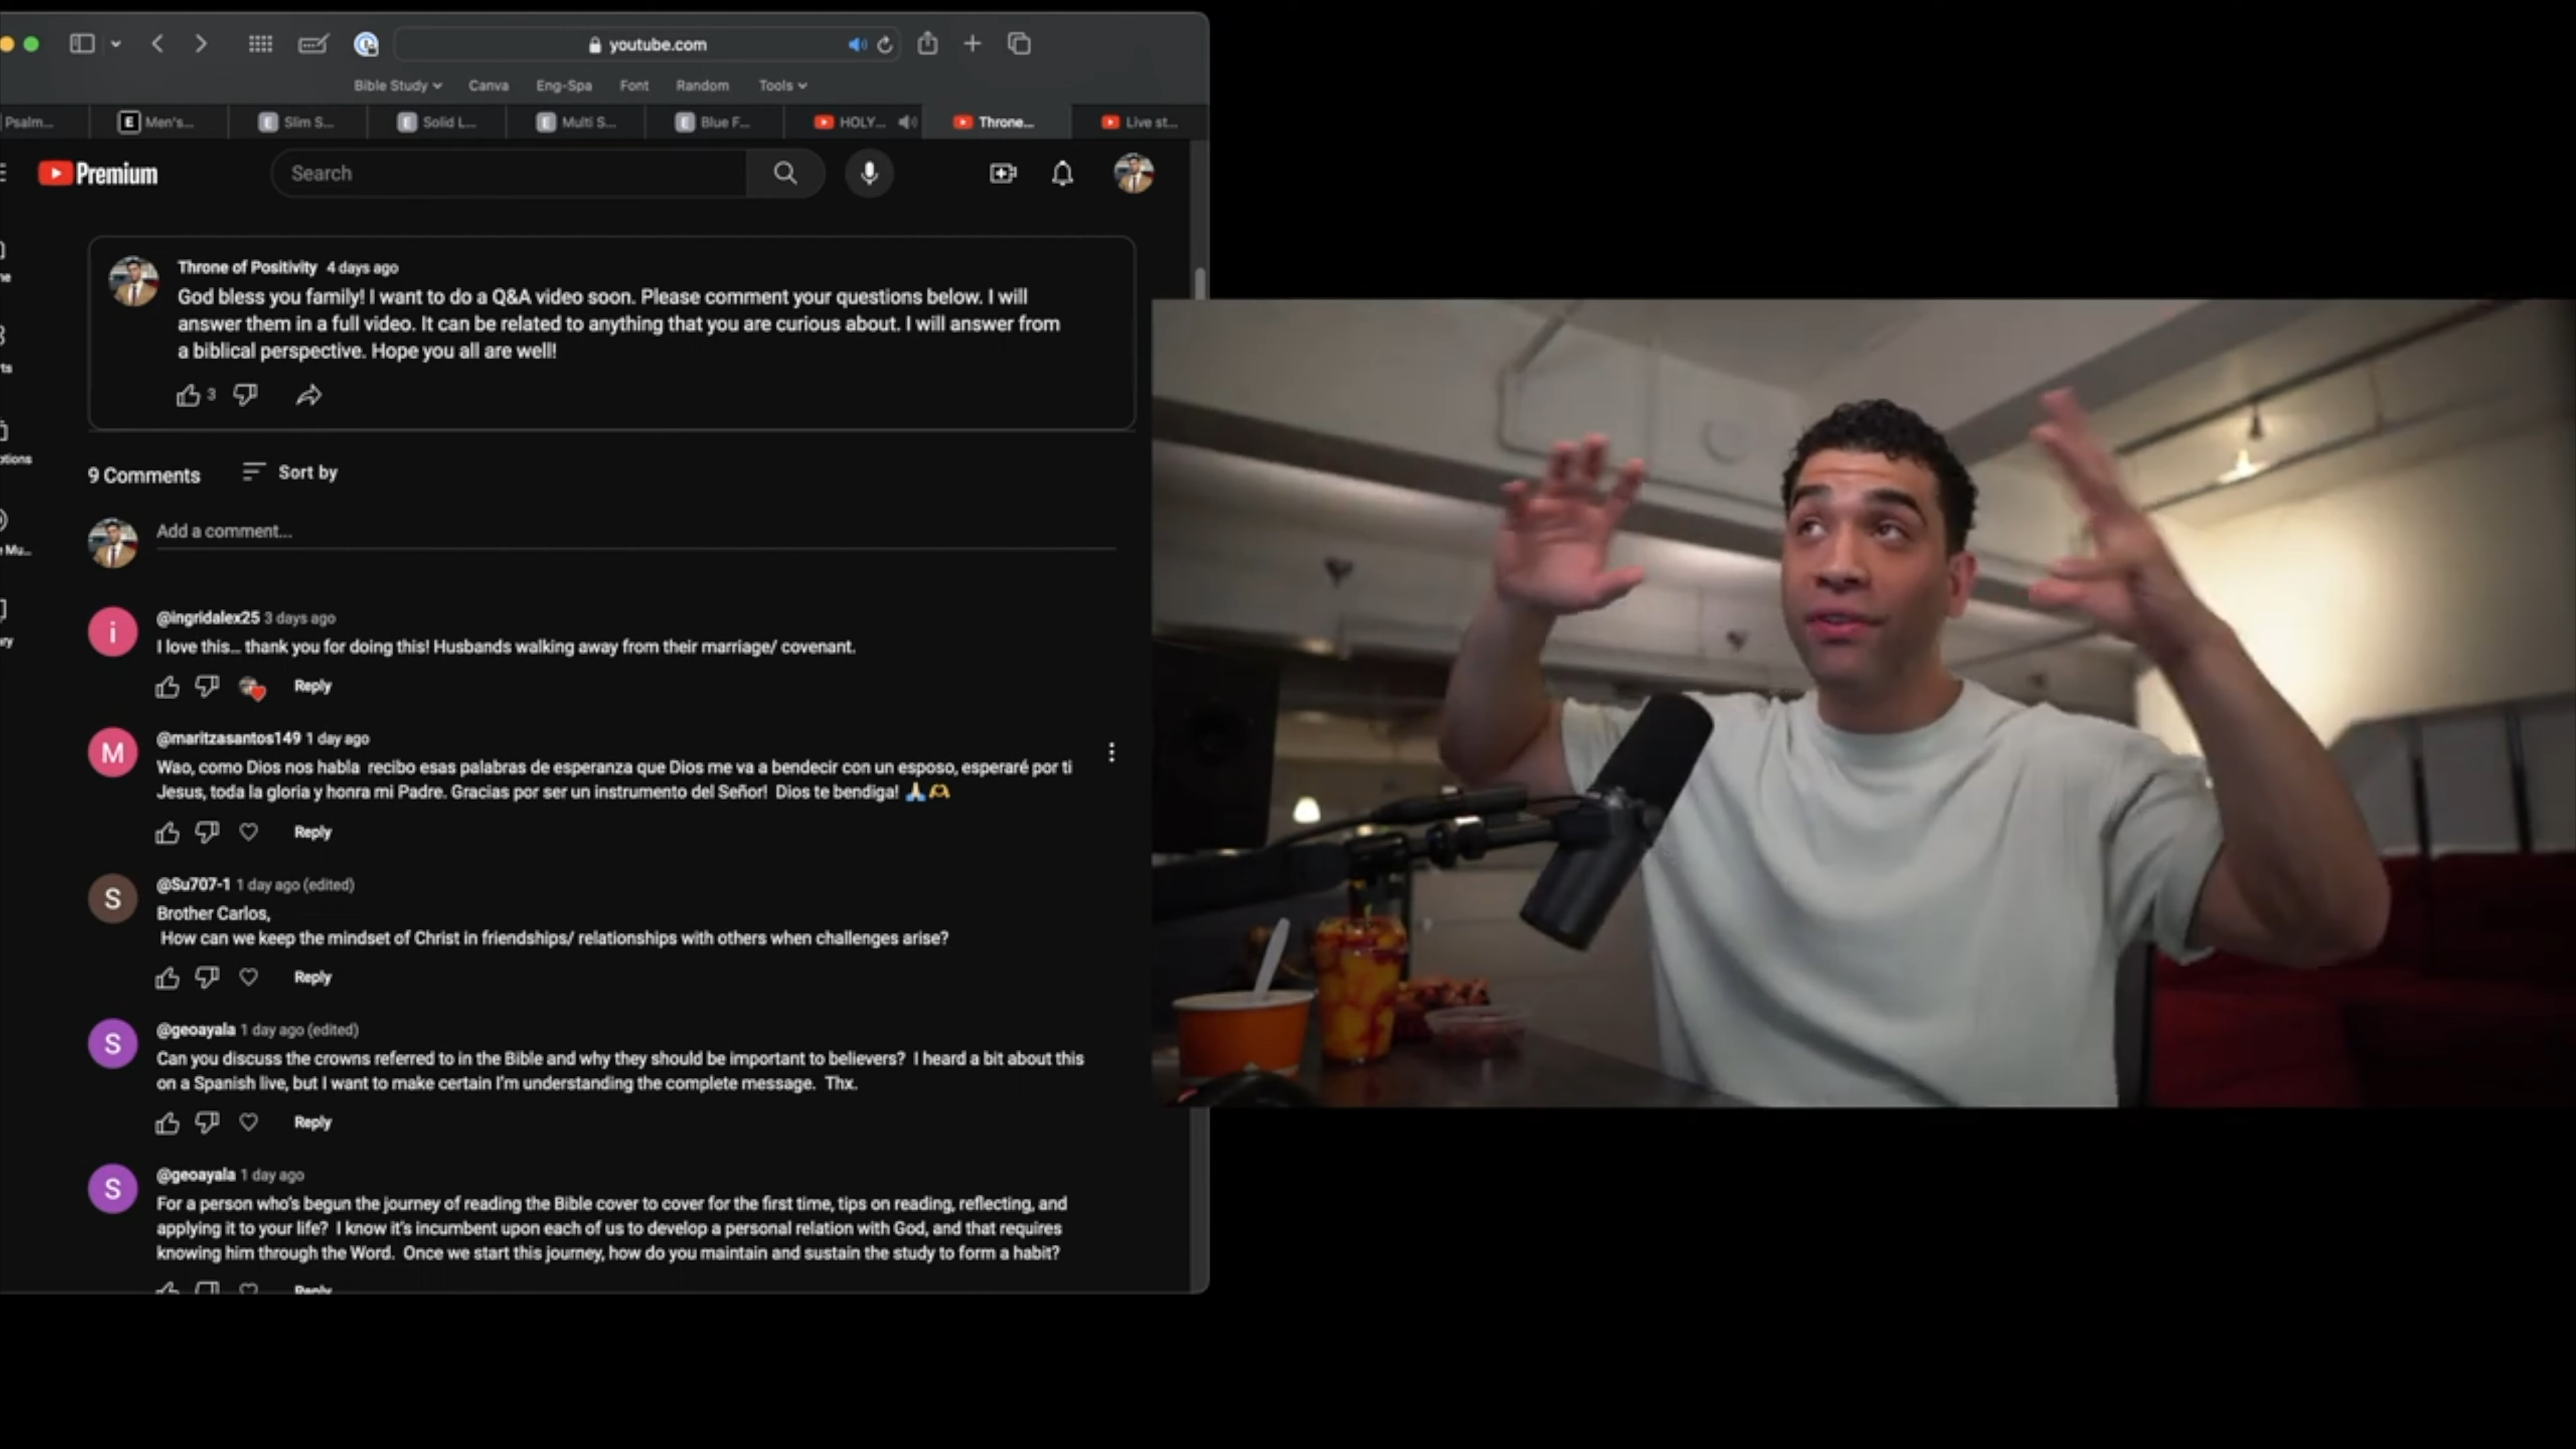 youtube.com
Bible Study Canva Eng-Spa Font Random Tools
Psalm... Men's... Slim S... Solid L... Multi S... Blue F... HOLY... Throne... Live st...
Premium
Search
Throne of Positivity 4 days ago
God bless you family! I want to do a Q&A video soon. Please comment your questions below. I will
answer them in a full video. It can be related to anything that you are curious about. I will answer from
a biblical perspective. Hope you all are well!
3
9 Comments Sort by
Add a comment...
i
@ingridalex25 3 days ago
I love this... thank you for doing this! Husbands walking away from their marriage/ covenant.
Reply
M
@maritzasantos149 1 day ago
Wao, como Dios nos habla recibo esas palabras de esperanza que Dios me va a bendecir con un esposo, esperaré por ti
Jesus, toda la gloria y honra mi Padre. Gracias por ser un instrumento del Señor! Dios te bendiga! 🙏🫶
Reply
S
@Su707-1 1 day ago (edited)
Brother Carlos,
How can we keep the mindset of Christ in friendships/ relationships with others when challenges arise?
Reply
S
@geoayala 1 day ago (edited)
Can you discuss the crowns referred to in the Bible and why they should be important to believers? I heard a bit about this
on a Spanish live, but I want to make certain I'm understanding the complete message. Thx.
Reply
S
@geoayala 1 day ago
For a person who's begun the journey of reading the Bible cover to cover for the first time, tips on reading, reflecting, and
applying it to your life? I know it's incumbent upon each of us to develop a personal relation with God, and that requires
knowing him through the Word. Once we start this journey, how do you maintain and sustain the study to form a habit?
Reply